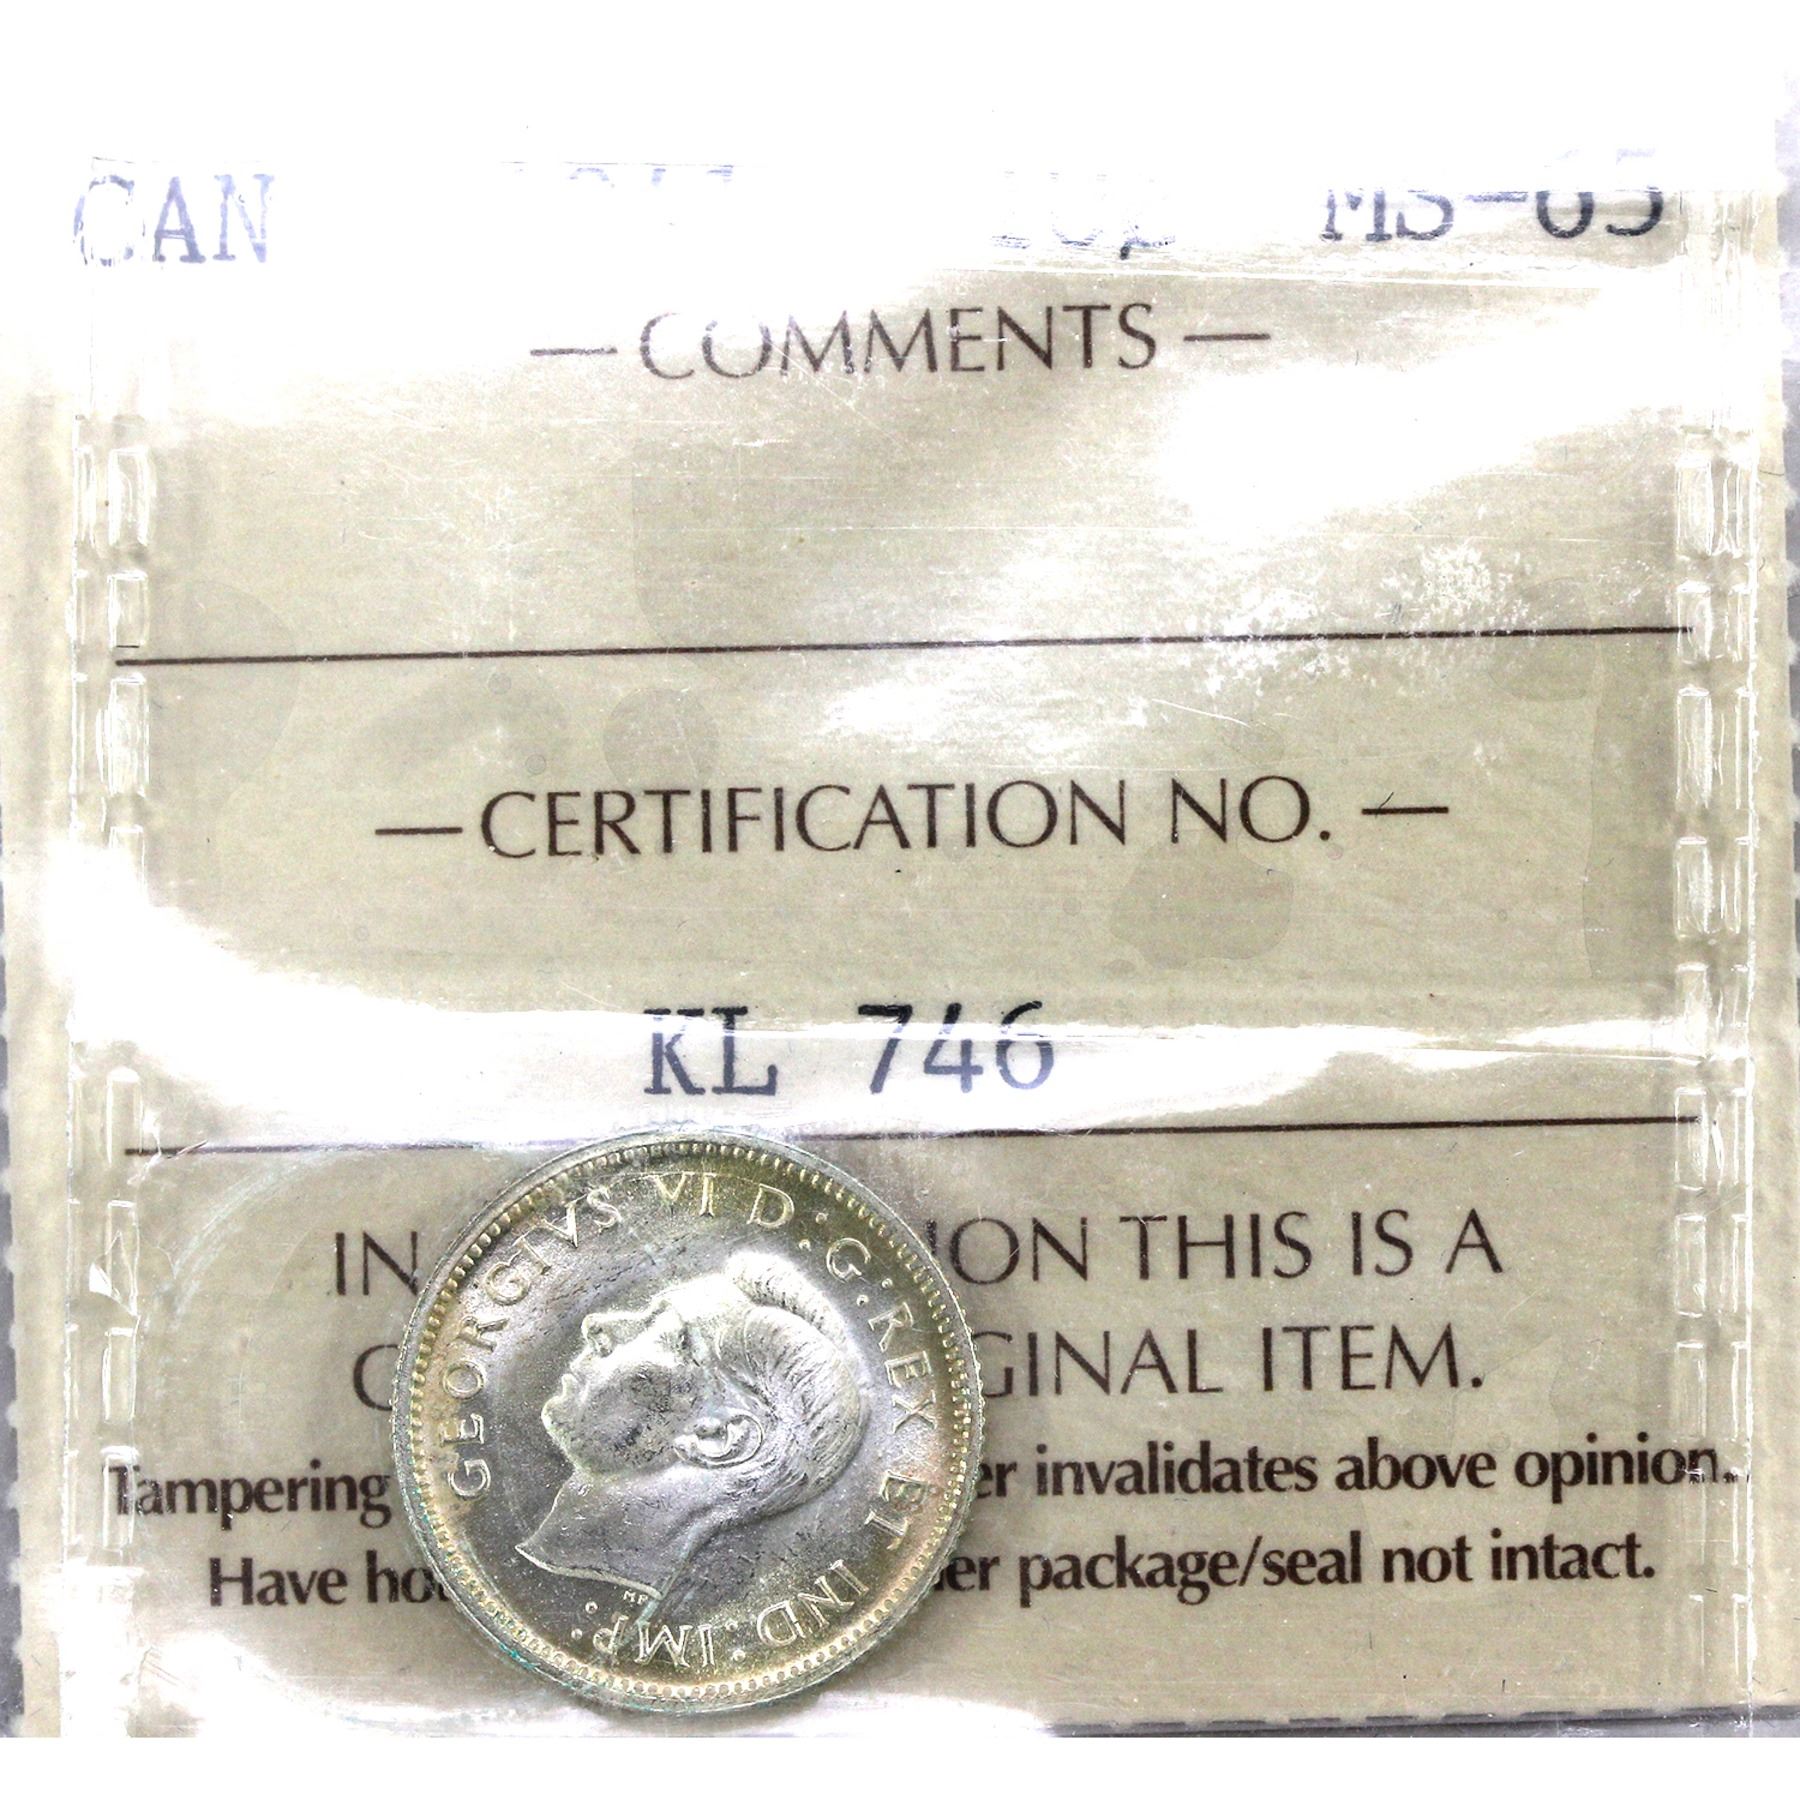 CAN MS-65
— COMMENTS —
— CERTIFICATION NO. —
KL 746
IN ION THIS IS A
GINAL ITEM.
Tampering er invalidates above opinion.
Have ho er package/seal not intact.
GEORGIVS VI D:G:REX ET IND:IMP: